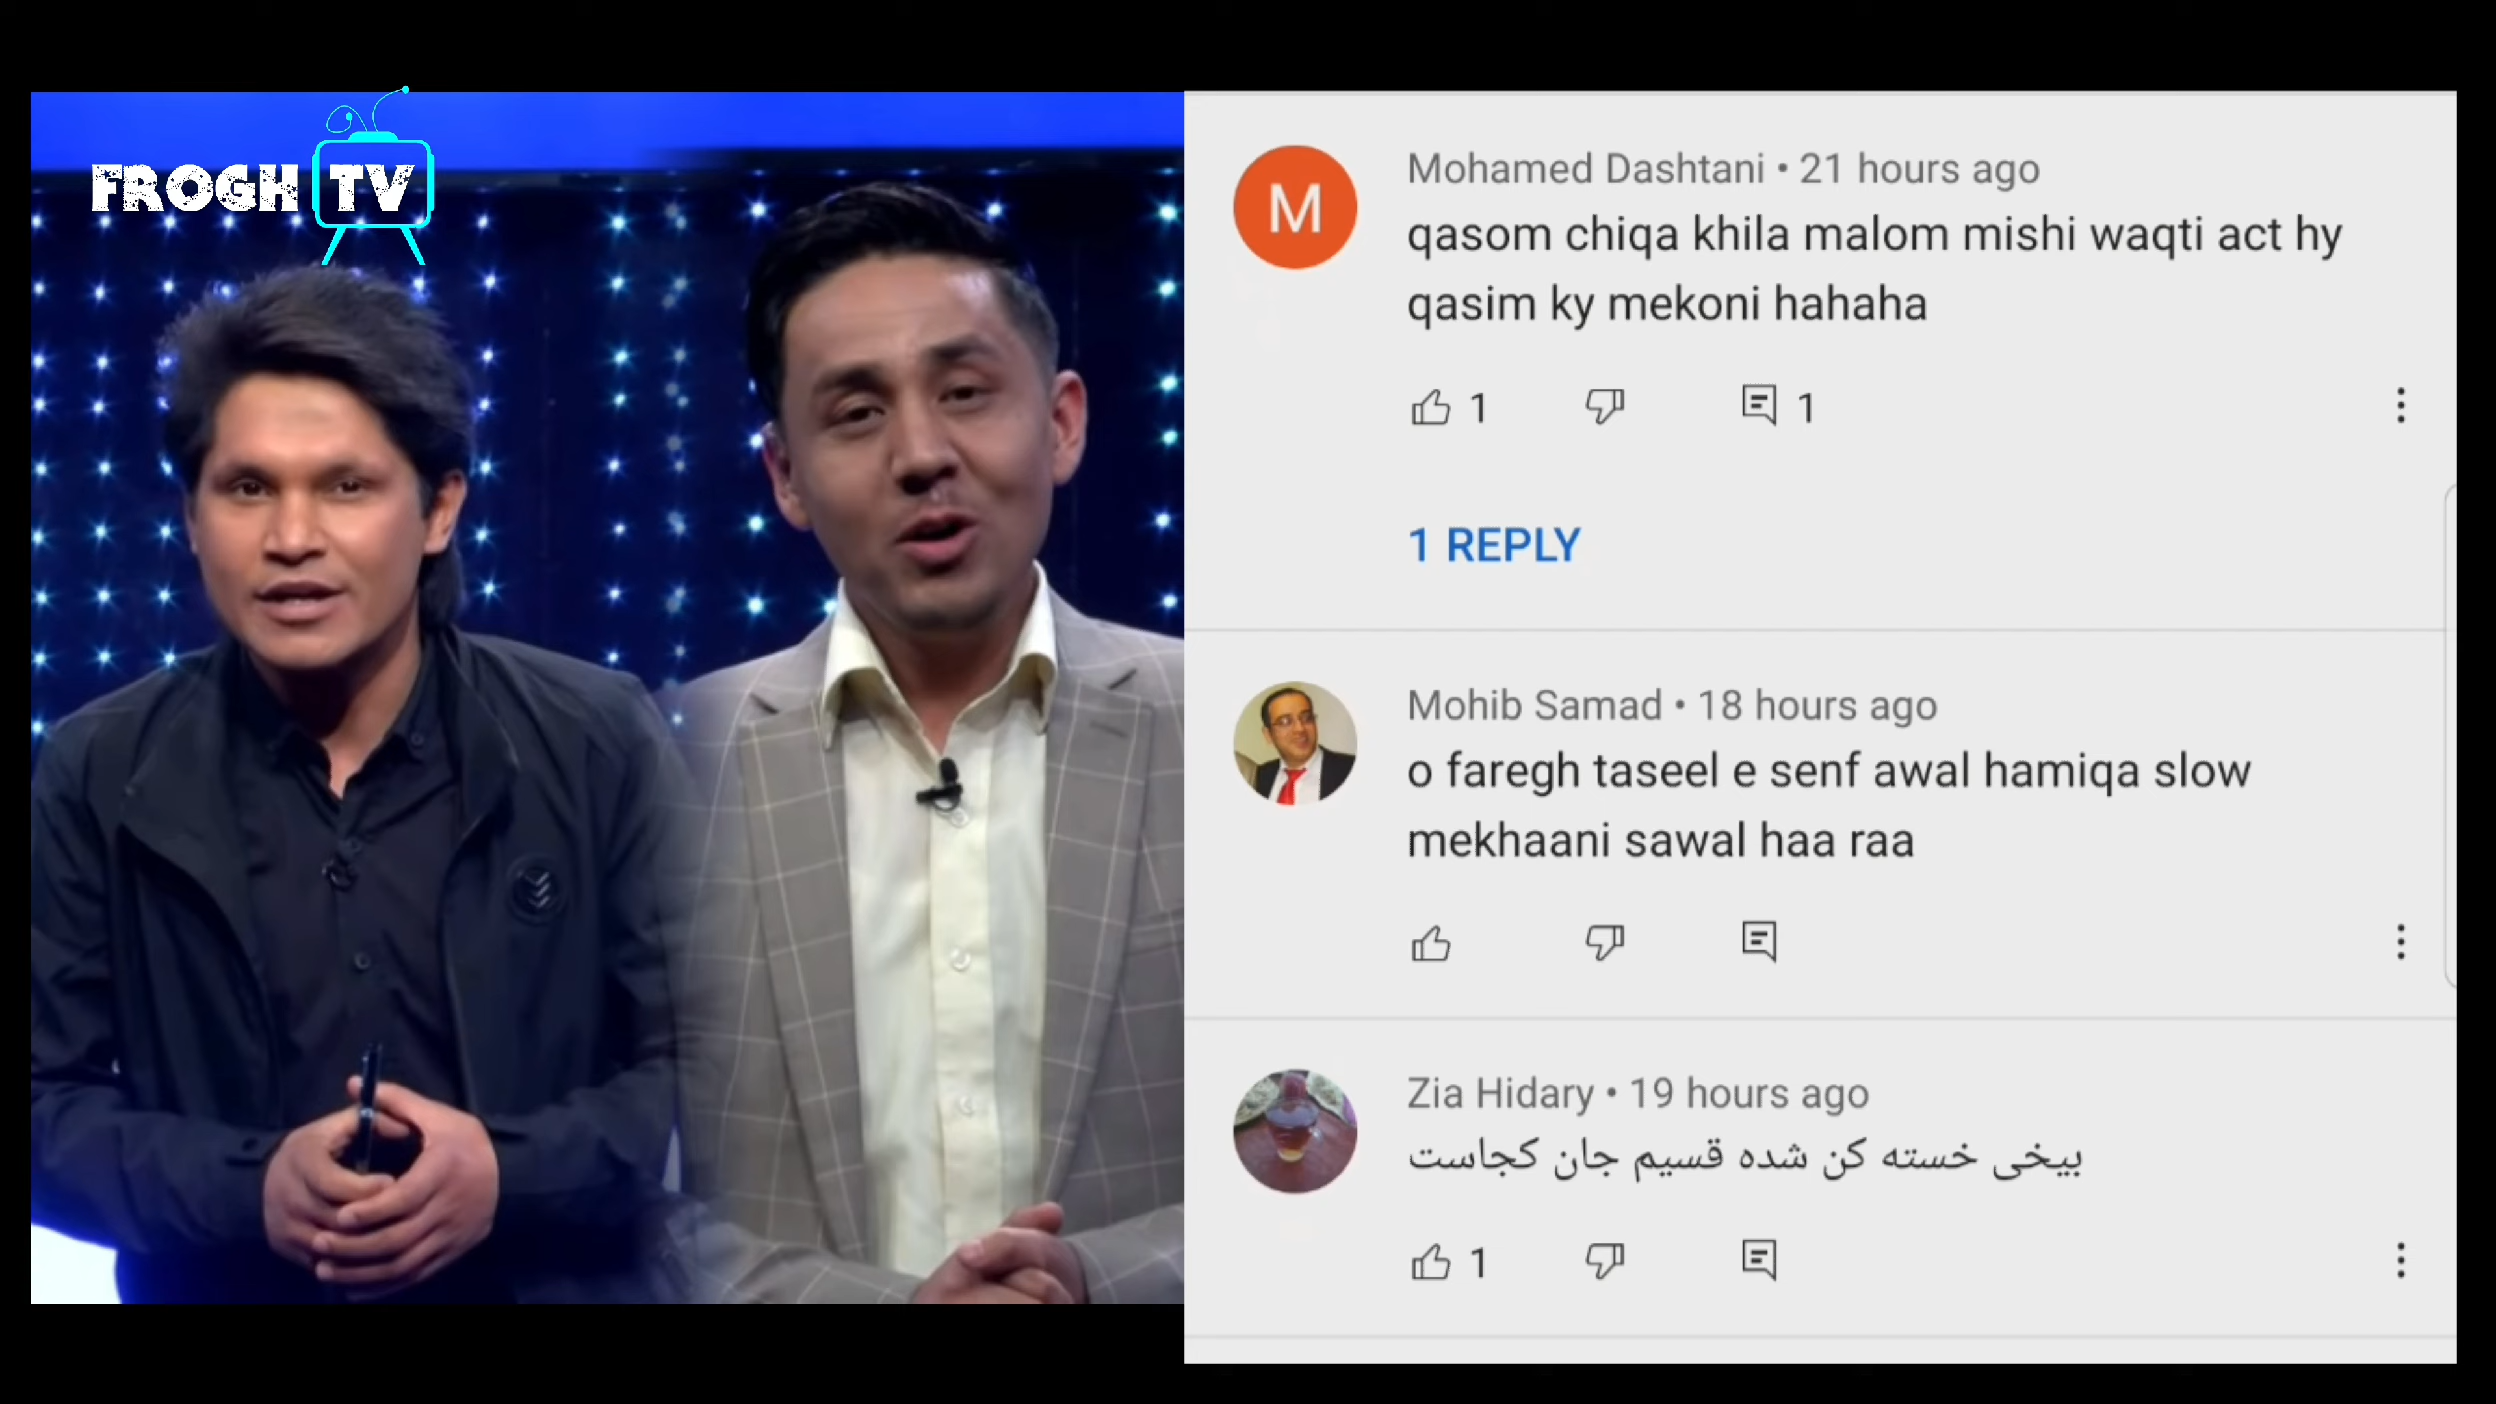 FROGH TV
Mohamed Dashtani • 21 hours ago
qasom chiqa khila malom mishi waqti act hy
qasim ky mekoni hahaha
1
1
1 REPLY
Mohib Samad • 18 hours ago
o faregh taseel e senf awal hamiqa slow
mekhaani sawal haa raa
Zia Hidary • 19 hours ago
بیخی خسته کن شده قسیم جان کجاست
1